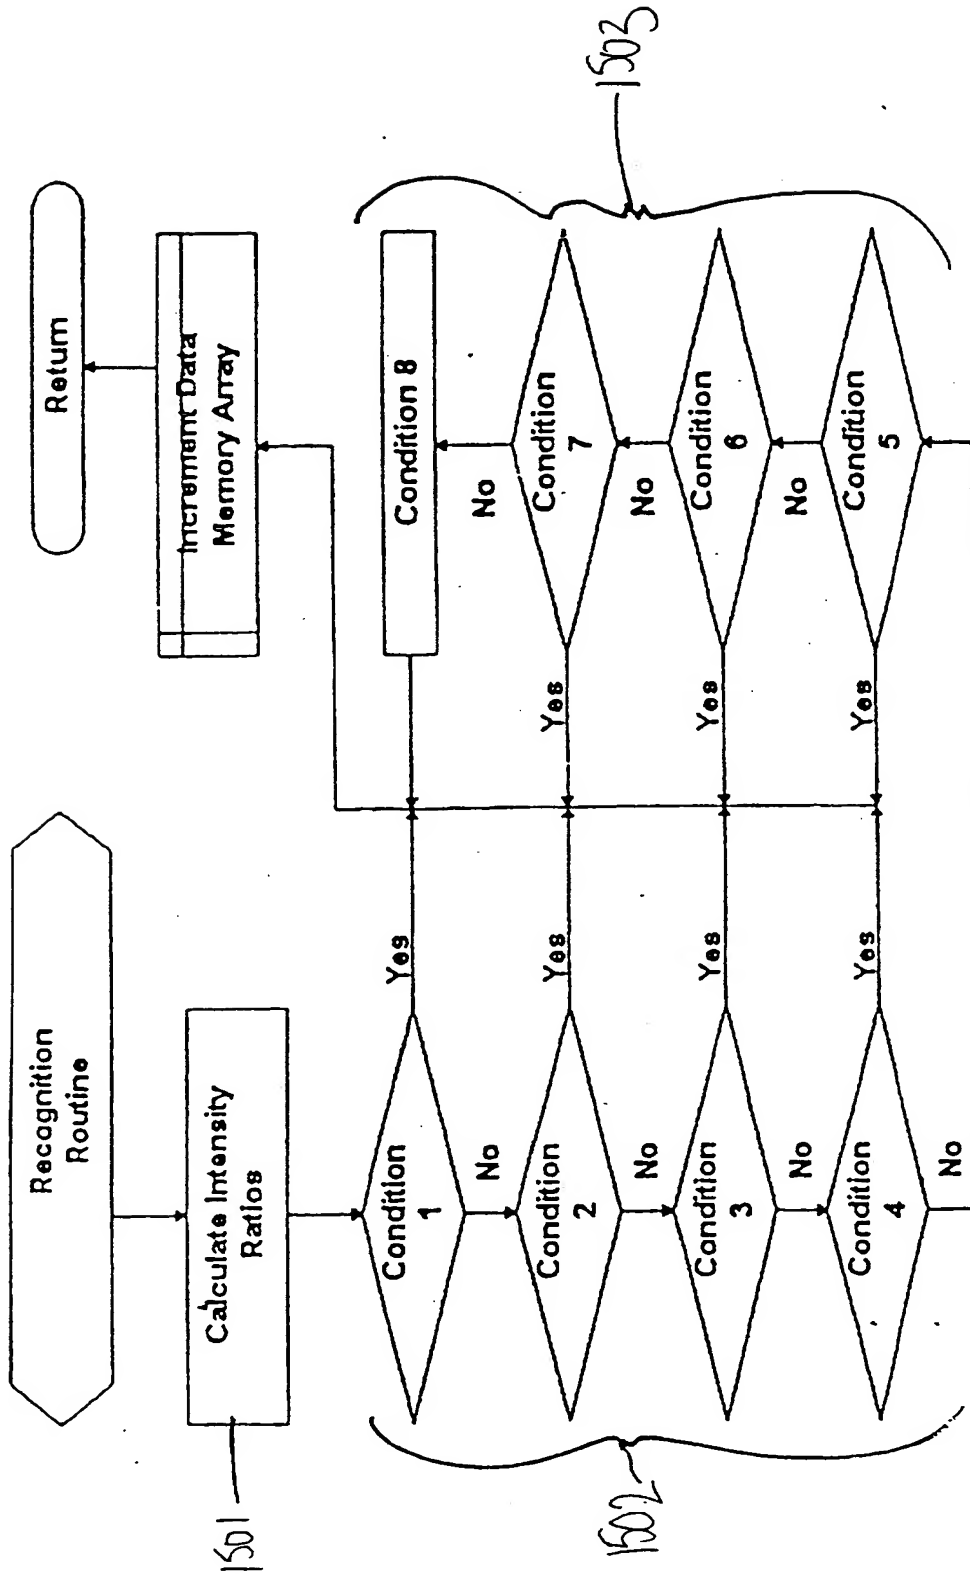 Recognition
Routine
Calculate Intensity
Ratios
1501
Condition
1
Yes
No
Condition
2
Yes
No
Condition
3
Yes
No
Condition
4
Yes
No
1502
Return
Increment Data
Memory Array
Condition 8
No
Condition
7
Yes
No
Condition
6
Yes
No
Condition
5
Yes
1503